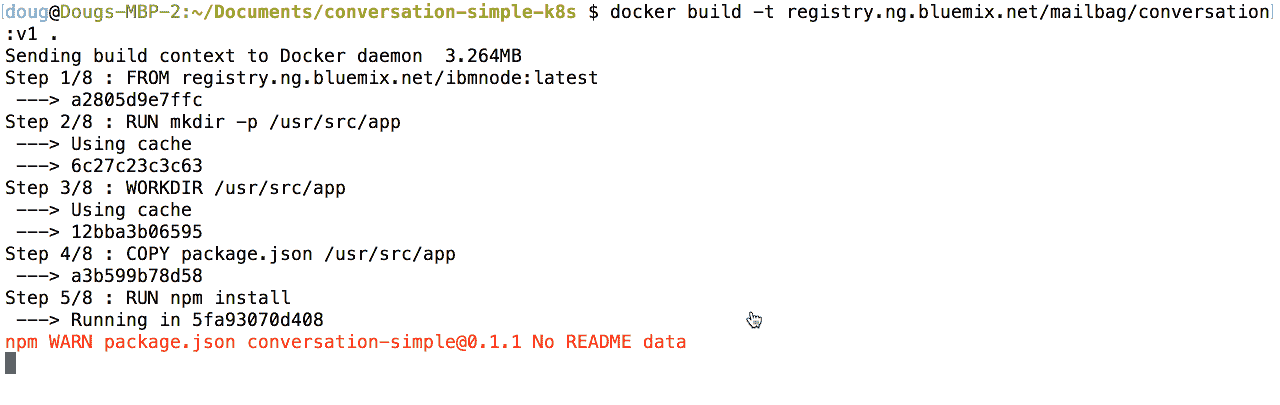 doug@Dougs-MBP-2:~/Documents/conversation-simple-k8s $ docker build -t registry.ng.bluemix.net/mailbag/conversation
:v1 .
Sending build context to Docker daemon  3.264MB
Step 1/8 : FROM registry.ng.bluemix.net/ibmnode:latest
 ---> a2805d9e7ffc
Step 2/8 : RUN mkdir -p /usr/src/app
 ---> Using cache
 ---> 6c27c23c3c63
Step 3/8 : WORKDIR /usr/src/app
 ---> Using cache
 ---> 12bba3b06595
Step 4/8 : COPY package.json /usr/src/app
 ---> a3b599b78d58
Step 5/8 : RUN npm install
 ---> Running in 5fa93070d408
npm WARN package.json conversation-simple@0.1.1 No README data